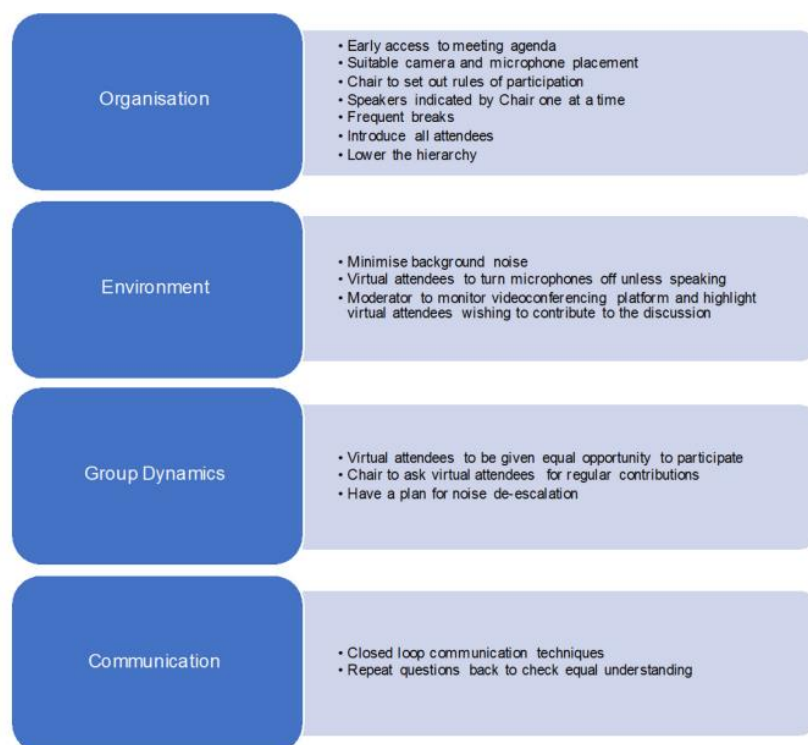 Organisation
• Early access to meeting agenda
• Suitable camera and microphone placement
• Chair to set out rules of participation
• Speakers indicated by Chair one at a time
• Frequent breaks
• Introduce all attendees
• Lower the hierarchy
Environment
• Minimise background noise
• Virtual attendees to turn microphones off unless speaking
• Moderator to monitor videoconferencing platform and highlight
virtual attendees wishing to contribute to the discussion
Group Dynamics
• Virtual attendees to be given equal opportunity to participate
• Chair to ask virtual attendees for regular contributions
• Have a plan for noise de-escalation
Communication
• Closed loop communication techniques
• Repeat questions back to check equal understanding